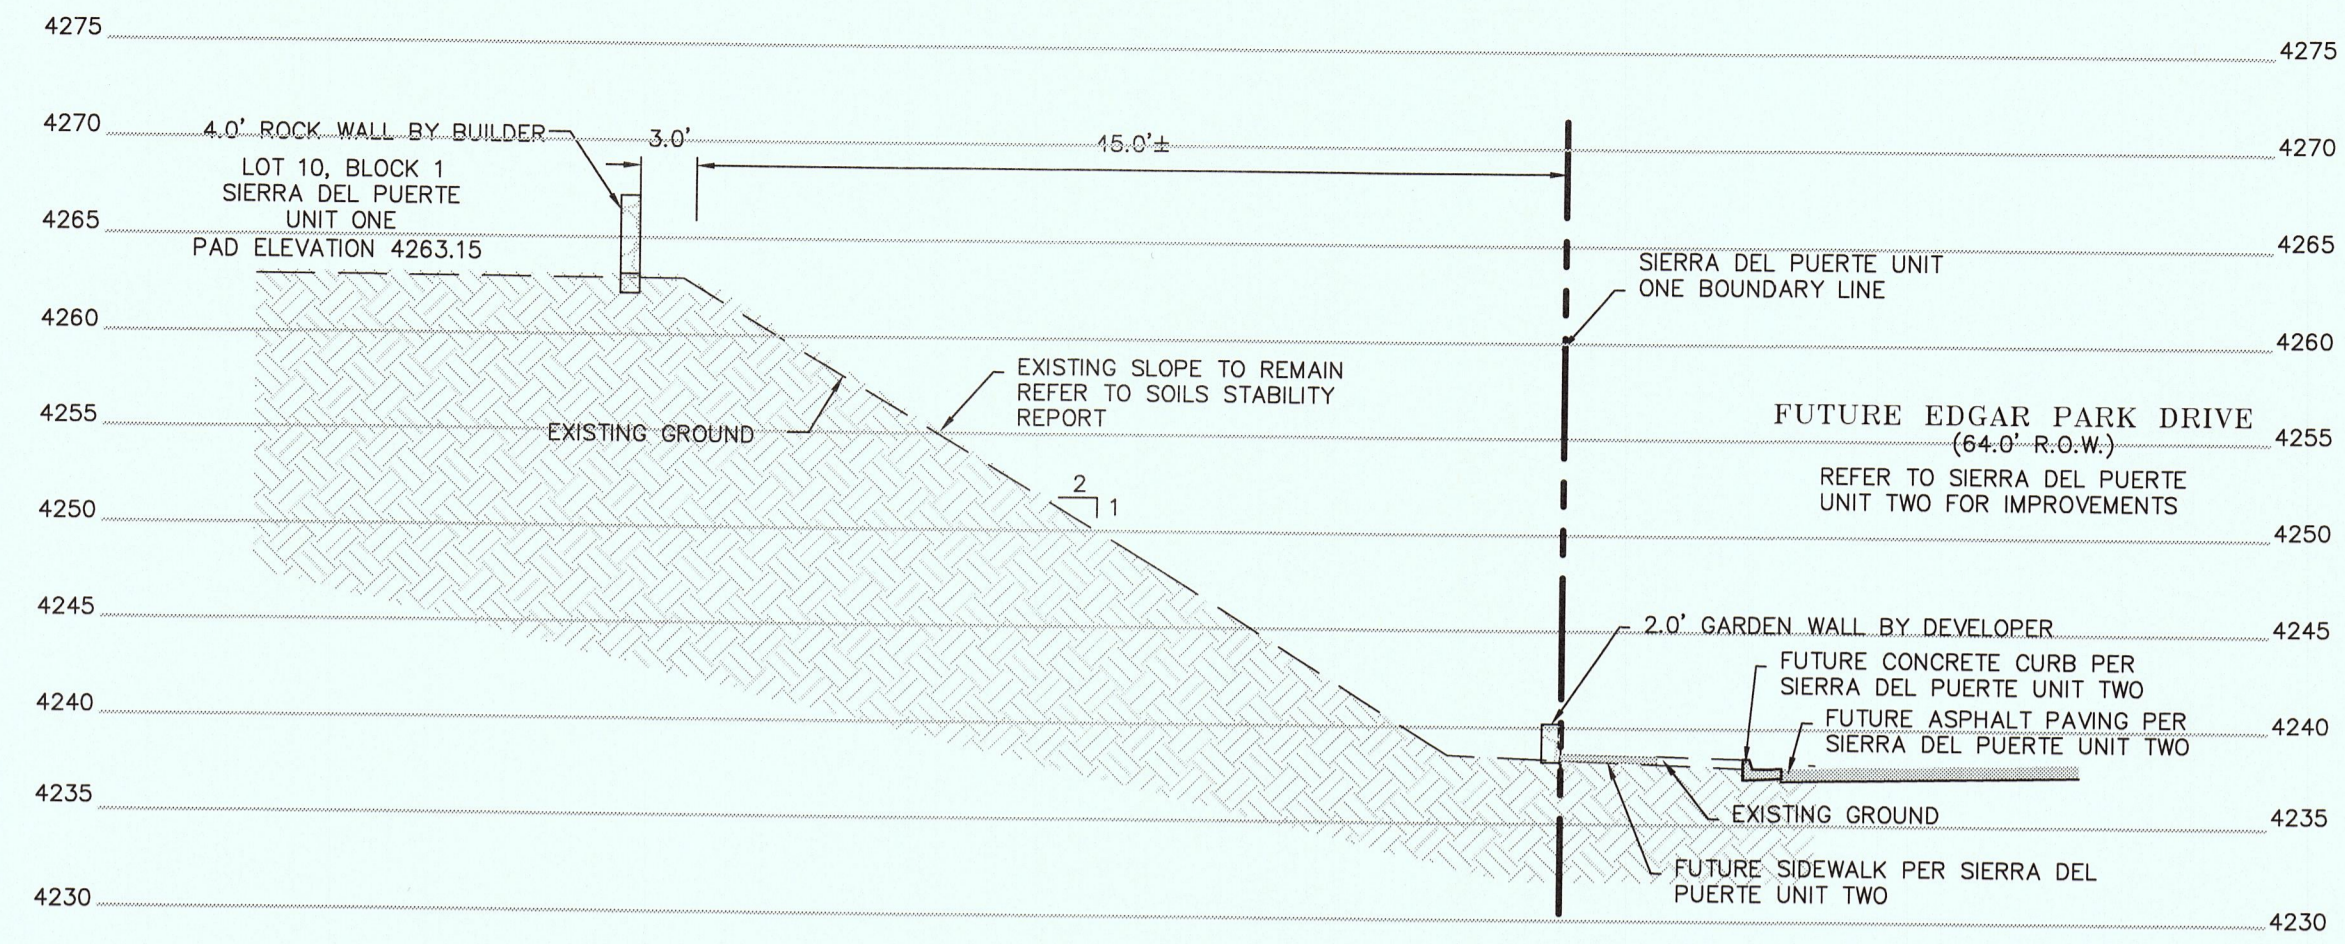 4275
4275
4270
4.0' ROCK WALL BY BUILDER
3.0'
45.0'±
4270
LOT 10, BLOCK 1
SIERRA DEL PUERTE
UNIT ONE
PAD ELEVATION 4263.15
4265
4265
SIERRA DEL PUERTE UNIT
ONE BOUNDARY LINE
4260
4260
EXISTING SLOPE TO REMAIN
REFER TO SOILS STABILITY
REPORT
4255
EXISTING GROUND
FUTURE EDGAR PARK DRIVE
(64.0' R.O.W.)
4255
REFER TO SIERRA DEL PUERTE
UNIT TWO FOR IMPROVEMENTS
2
1
4250
4250
4245
2.0' GARDEN WALL BY DEVELOPER
4245
FUTURE CONCRETE CURB PER
SIERRA DEL PUERTE UNIT TWO
4240
FUTURE ASPHALT PAVING PER
SIERRA DEL PUERTE UNIT TWO
4240
4235
EXISTING GROUND
4235
FUTURE SIDEWALK PER SIERRA DEL
PUERTE UNIT TWO
4230
4230